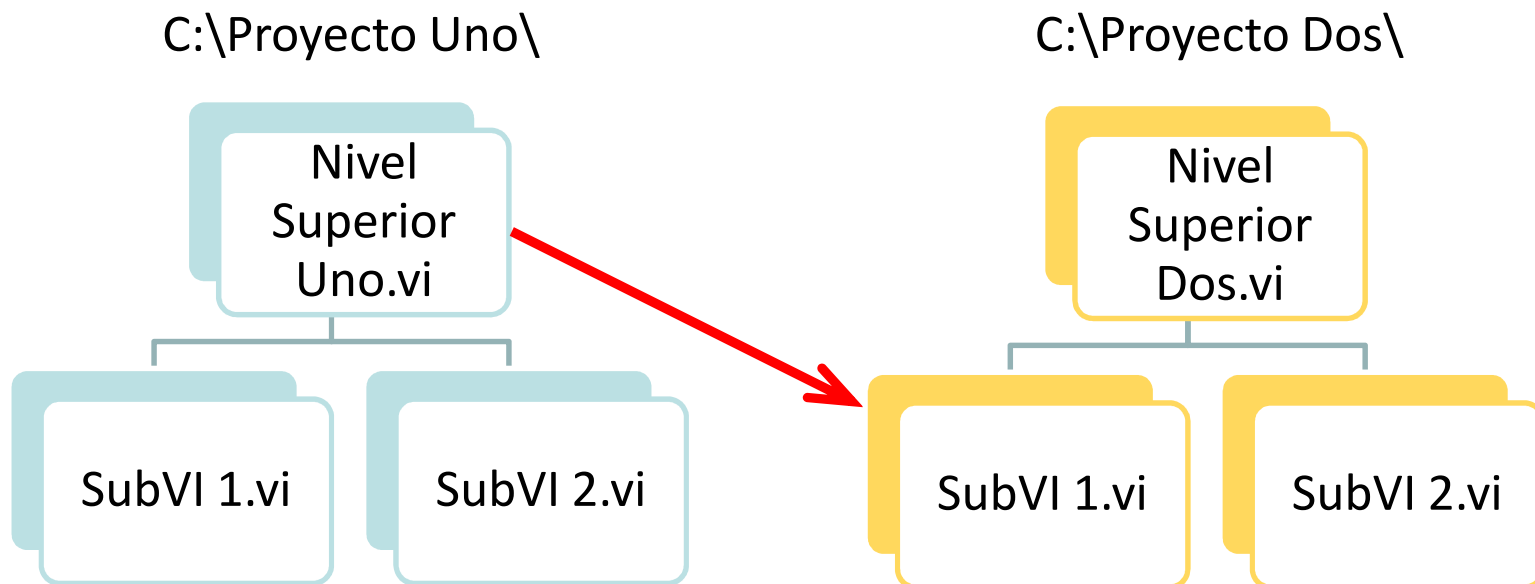 C:\Proyecto Uno\
Nivel
Superior
Uno.vi
SubVI 1.vi
SubVI 2.vi
C:\Proyecto Dos\
Nivel
Superior
Dos.vi
SubVI 1.vi
SubVI 2.vi